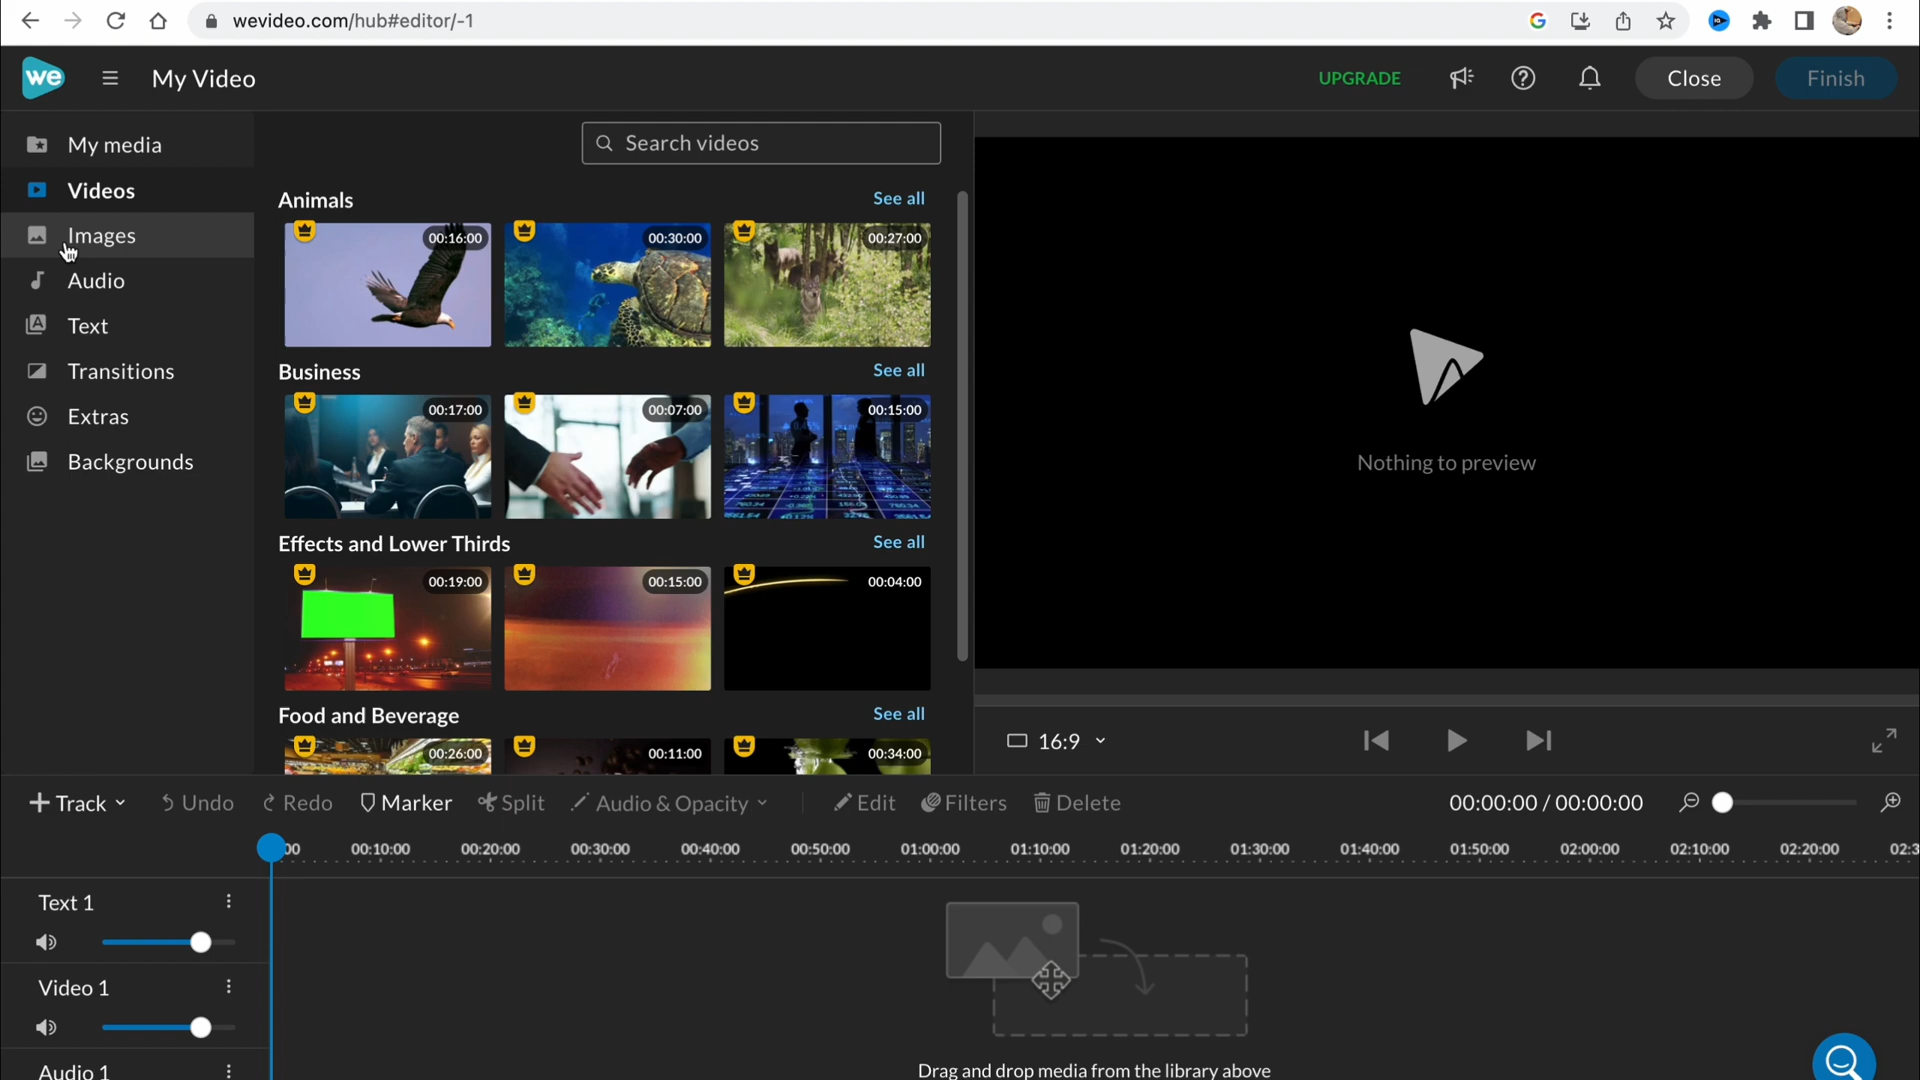 wevideo.com/hub#editor/-1
we
My Video
UPGRADE
Close
Finish
My media
Videos
Images
Audio
Text
Transitions
Extras
Backgrounds
Search videos
Animals
See all
00:16:00
00:30:00
00:27:00
Business
See all
00:17:00
00:07:00
00:15:00
Effects and Lower Thirds
See all
00:19:00
00:15:00
00:04:00
Food and Beverage
See all
00:26:00
00:11:00
00:34:00
Nothing to preview
16:9
+ Track
Undo
Redo
Marker
Split
Audio & Opacity
Edit
Filters
Delete
00:00:00 / 00:00:00
00 00:10:00 00:20:00 00:30:00 00:40:00 00:50:00 01:00:00 01:10:00 01:20:00 01:30:00 01:40:00 01:50:00 02:00:00 02:10:00 02:20:00 02:3
Text 1
Video 1
Audio 1
Drag and drop media from the library above